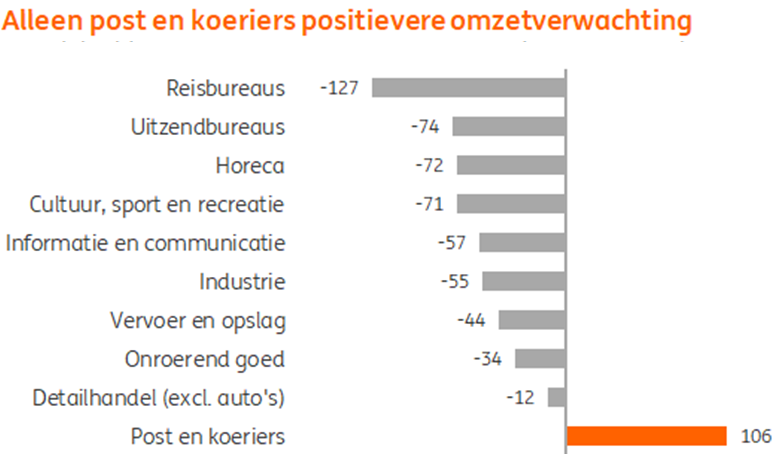 Alleen post en koeriers positievere omzetverwachting
Reisbureaus -127
Uitzendbureaus -74
Horeca -72
Cultuur, sport en recreatie -71
Informatie en communicatie -57
Industrie -55
Vervoer en opslag -44
Onroerend goed -34
Detailhandel (excl. auto's) -12
Post en koeriers 106